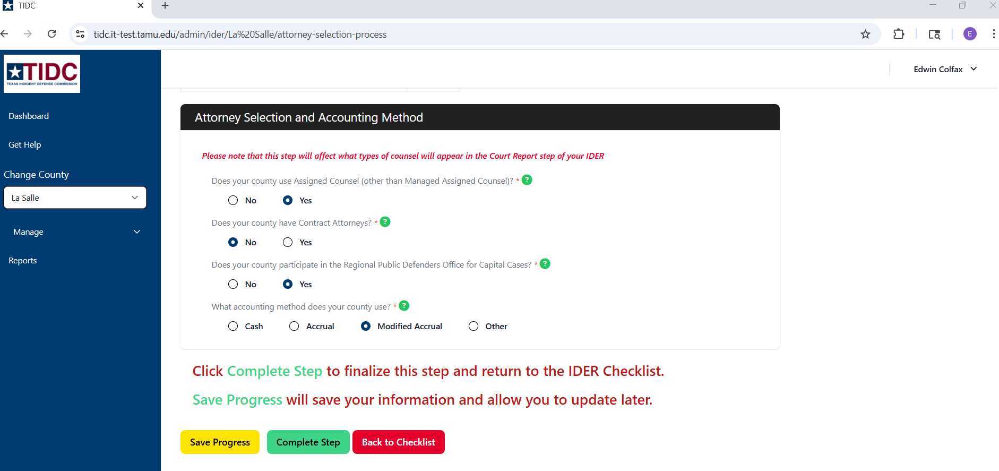 TIDC
tidc.it-test.tamu.edu/admin/ider/La%20Salle/attorney-selection-process
E
TIDC
TEXAS INDIGENT DEFENSE COMMISSION
Edwin Colfax
Dashboard
Get Help
Change County
La Salle
Manage
Reports
Attorney Selection and Accounting Method
Please note that this step will affect what types of counsel will appear in the Court Report step of your IDER
Does your county use Assigned Counsel (other than Managed Assigned Counsel)? * ?
No Yes
Does your county have Contract Attorneys? * ?
No Yes
Does your county participate in the Regional Public Defenders Office for Capital Cases? * ?
No Yes
What accounting method does your county use? * ?
Cash Accrual Modified Accrual Other
Click Complete Step to finalize this step and return to the IDER Checklist.
Save Progress will save your information and allow you to update later.
Save Progress Complete Step Back to Checklist